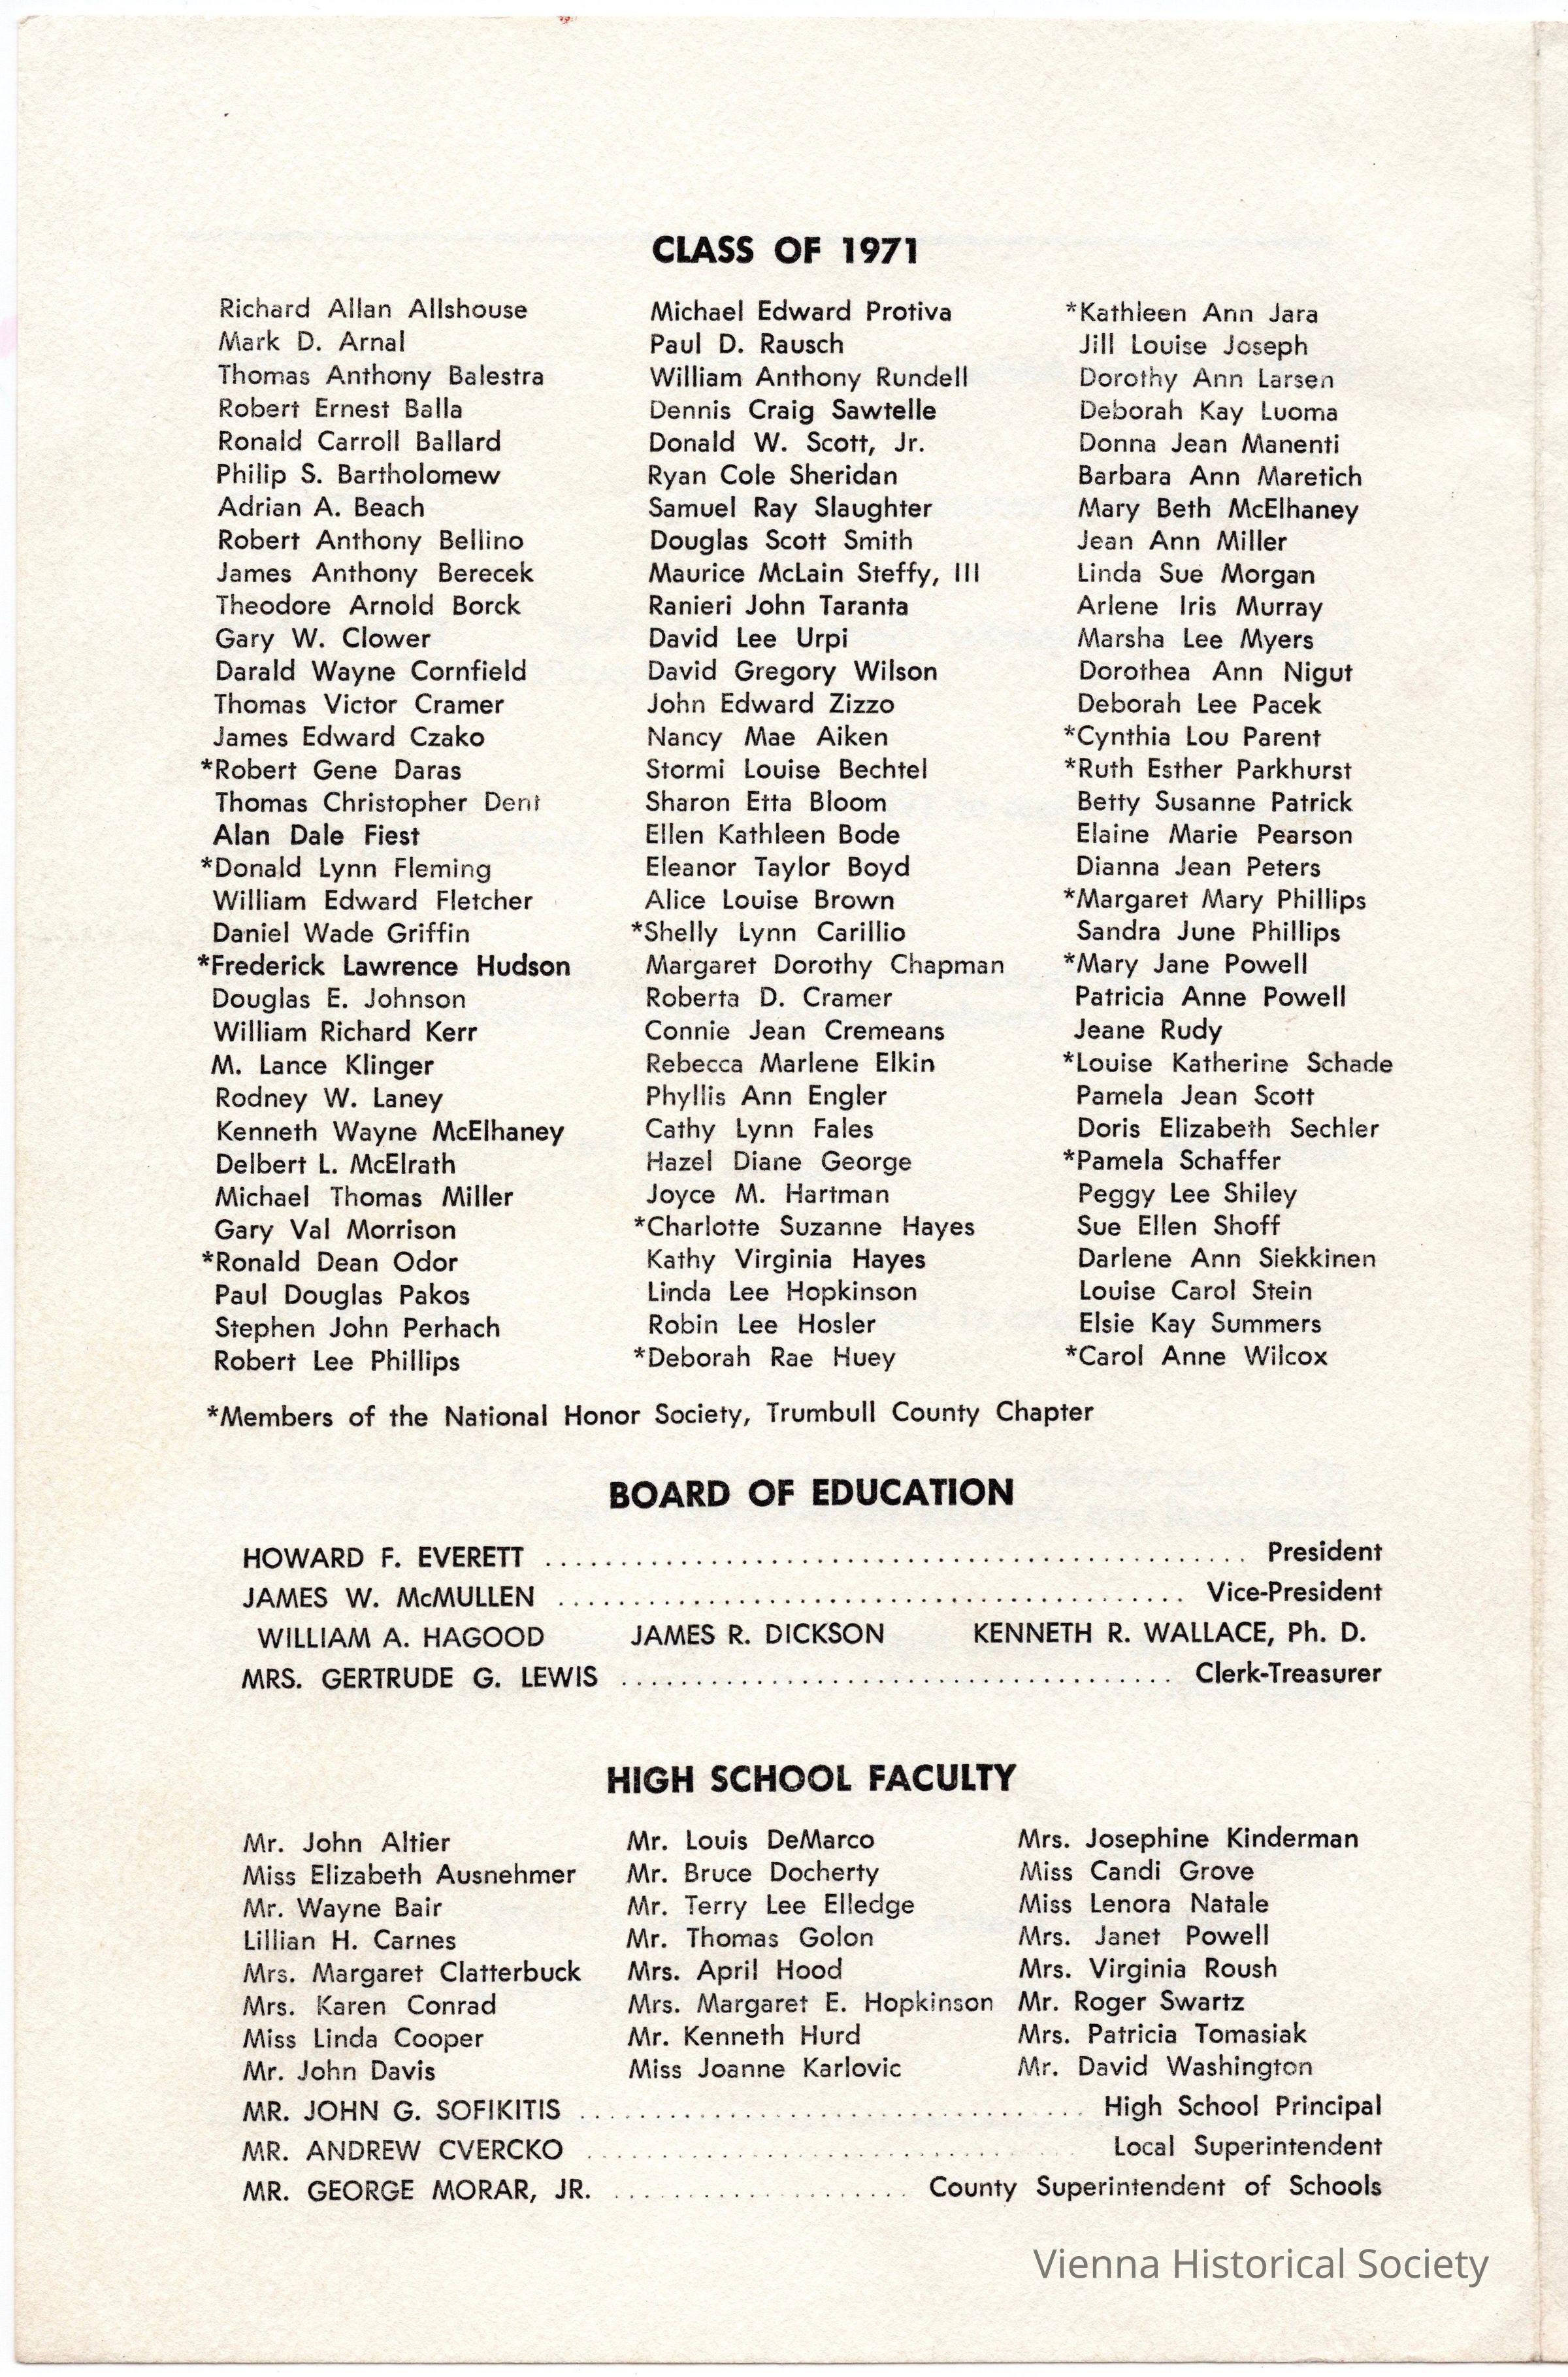 CLASS OF 1971
Richard Allan Allshouse
Mark D. Arnal
Thomas Anthony Balestra
Robert Ernest Balla
Ronald Carroll Ballard
Philip S. Bartholomew
Adrian A. Beach
Robert Anthony Bellino
James Anthony Berecek
Theodore Arnold Borck
Gary W. Clower
Darald Wayne Cornfield
Thomas Victor Cramer
James Edward Czako
*Robert Gene Daras
Thomas Christopher Dent
Alan Dale Fiest
*Donald Lynn Fleming
William Edward Fletcher
Daniel Wade Griffin
*Frederick Lawrence Hudson
Douglas E. Johnson
William Richard Kerr
M. Lance Klinger
Rodney W. Laney
Kenneth Wayne McElhaney
Delbert L. McElrath
Michael Thomas Miller
Gary Val Morrison
*Ronald Dean Odor
Paul Douglas Pakos
Stephen John Perhach
Robert Lee Phillips
Michael Edward Protiva
Paul D. Rausch
William Anthony Rundell
Dennis Craig Sawtelle
Donald W. Scott, Jr.
Ryan Cole Sheridan
Samuel Ray Slaughter
Douglas Scott Smith
Maurice McLain Steffy, III
Ranieri John Taranta
David Lee Urpi
David Gregory Wilson
John Edward Zizzo
Nancy Mae Aiken
Stormi Louise Bechtel
Sharon Etta Bloom
Ellen Kathleen Bode
Eleanor Taylor Boyd
Alice Louise Brown
*Shelly Lynn Carillio
Margaret Dorothy Chapman
Roberta D. Cramer
Connie Jean Cremeans
Rebecca Marlene Elkin
Phyllis Ann Engler
Cathy Lynn Fales
Hazel Diane George
Joyce M. Hartman
*Charlotte Suzanne Hayes
Kathy Virginia Hayes
Linda Lee Hopkinson
Robin Lee Hosler
*Deborah Rae Huey
*Kathleen Ann Jara
Jill Louise Joseph
Dorothy Ann Larsen
Deborah Kay Luoma
Donna Jean Manenti
Barbara Ann Maretich
Mary Beth McElhaney
Jean Ann Miller
Linda Sue Morgan
Arlene Iris Murray
Marsha Lee Myers
Dorothea Ann Nigut
Deborah Lee Pacek
*Cynthia Lou Parent
*Ruth Esther Parkhurst
Betty Susanne Patrick
Elaine Marie Pearson
Dianna Jean Peters
*Margaret Mary Phillips
Sandra June Phillips
*Mary Jane Powell
Patricia Anne Powell
Jeane Rudy
*Louise Katherine Schade
Pamela Jean Scott
Doris Elizabeth Sechler
*Pamela Schaffer
Peggy Lee Shiley
Sue Ellen Shoff
Darlene Ann Siekkinen
Louise Carol Stein
Elsie Kay Summers
*Carol Anne Wilcox
*Members of the National Honor Society, Trumbull County Chapter
BOARD OF EDUCATION
HOWARD F. EVERETT ........ President
JAMES W. McMULLEN ........ Vice-President
WILLIAM A. HAGOOD JAMES R. DICKSON KENNETH R. WALLACE, Ph. D.
MRS. GERTRUDE G. LEWIS ........ Clerk-Treasurer
HIGH SCHOOL FACULTY
Mr. John Altier
Miss Elizabeth Ausnehmer
Mr. Wayne Bair
Lillian H. Carnes
Mrs. Margaret Clatterbuck
Mrs. Karen Conrad
Miss Linda Cooper
Mr. John Davis
Mr. Louis DeMarco
Mr. Bruce Docherty
Mr. Terry Lee Elledge
Mr. Thomas Golon
Mrs. April Hood
Mrs. Margaret E. Hopkinson
Mr. Kenneth Hurd
Miss Joanne Karlovic
Mrs. Josephine Kinderman
Miss Candi Grove
Miss Lenora Natale
Mrs. Janet Powell
Mrs. Virginia Roush
Mr. Roger Swartz
Mrs. Patricia Tomasiak
Mr. David Washington
MR. JOHN G. SOFIKITIS ........ High School Principal
MR. ANDREW CVERCKO ........ Local Superintendent
MR. GEORGE MORAR, JR. ........ County Superintendent of Schools
Vienna Historical Society